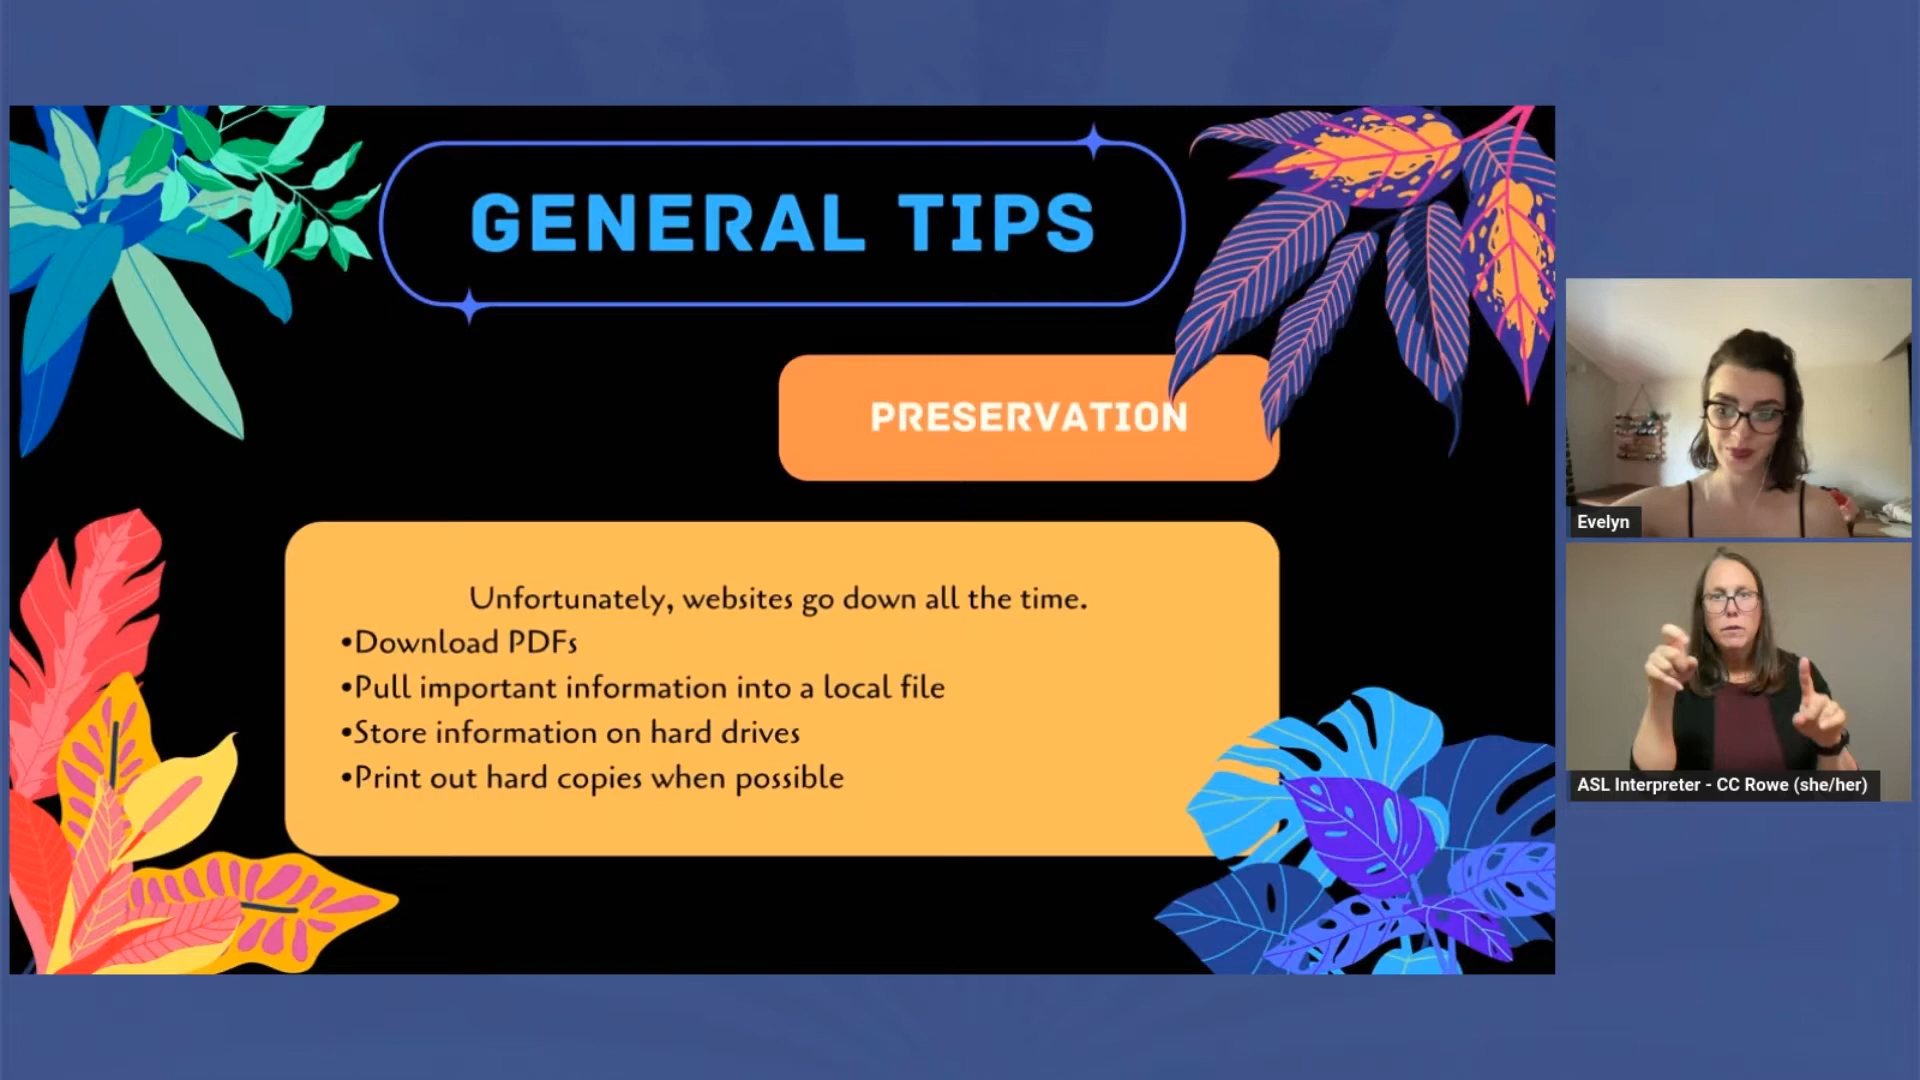 GENERAL TIPS
PRESERVATION
Unfortunately, websites go down all the time.
•Download PDFs
•Pull important information into a local file
•Store information on hard drives
•Print out hard copies when possible
Evelyn
ASL Interpreter - CC Rowe (she/her)